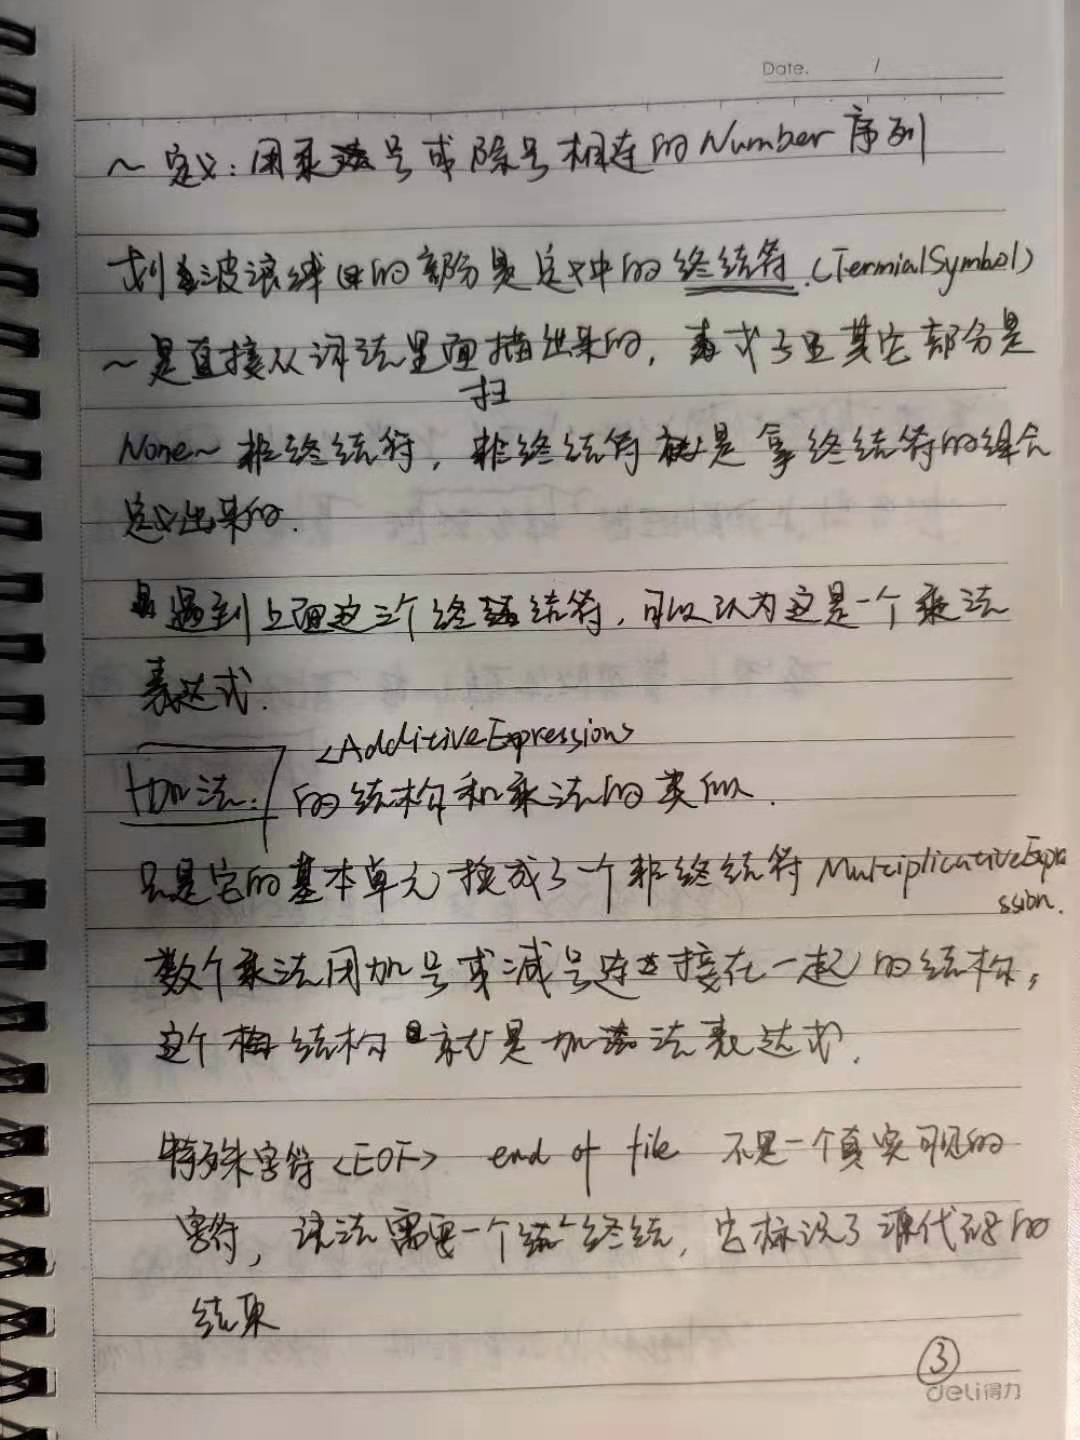 Date. /
~ 定义：用乘法号或除号相连的Number序列
划波浪线的部分是定义中的终结符.(TermialSymbol)
~是直接从词法里面扫描出来的，表式子里其它部分是
扫
None~ 非终结符，非终结符就是拿终结符的组合
定义出来的.
遇到上面这三个终结符，可以认为这是一个乘法
表达式.
<AdditiveExpression>
加法: 的结构和乘法的类似.
只是它的基本单元换成了一个非终结符 MultiplicativeExpre
ssion.
数个乘法用加号或减号连接在一起的结构，
这个结构就是加法表达式.
特殊字符<EOF> end of file 不是一个真实可见的
字符，语法需要一个终结，它标识了源代码的
结束
③
deli得力